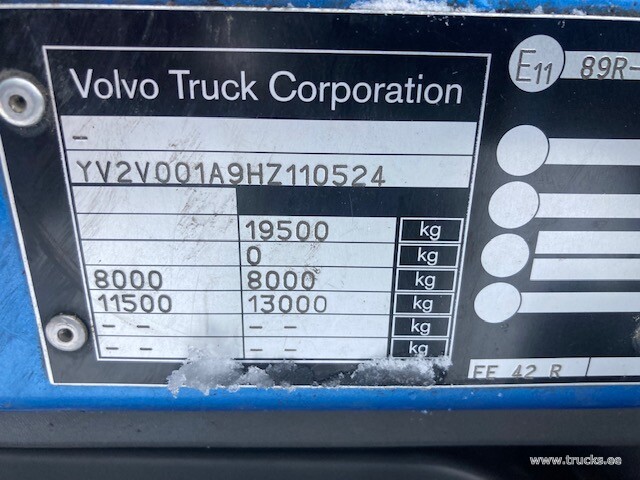 Volvo Truck Corporation
E11 89R-
-
YV2V001A9HZ110524
19500 kg
0 kg
8000 8000 kg
11500 13000 kg
- - - - kg
- - - - kg
FE 42 R
www.trucks.ee